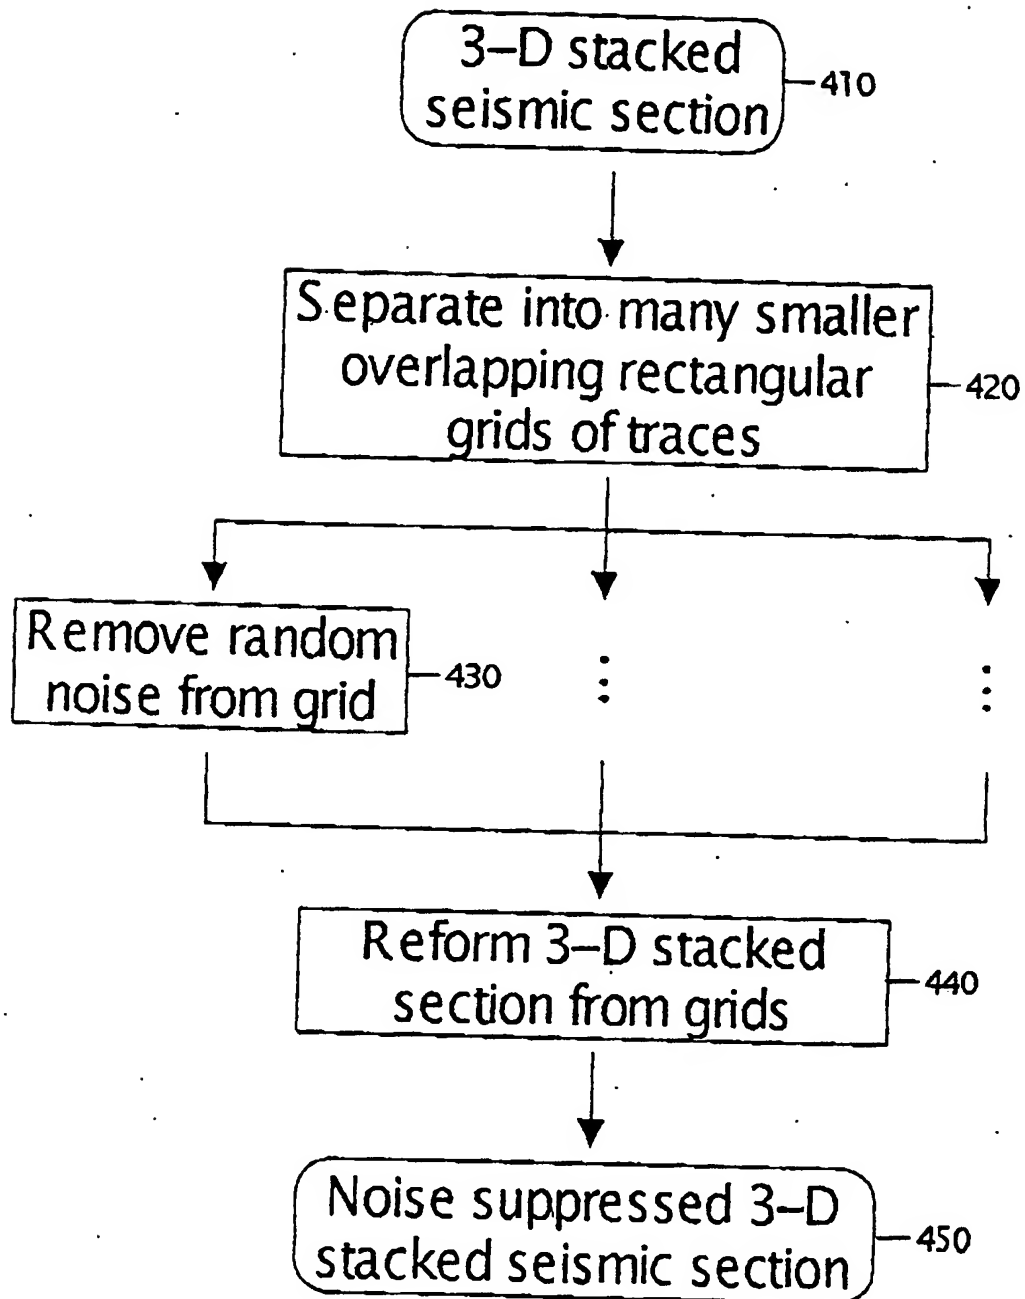 3–D stacked
seismic section
410
Separate into many smaller
overlapping rectangular
grids of traces
420
Remove random
noise from grid
430
Reform 3–D stacked
section from grids
440
Noise suppressed 3–D
stacked seismic section
450